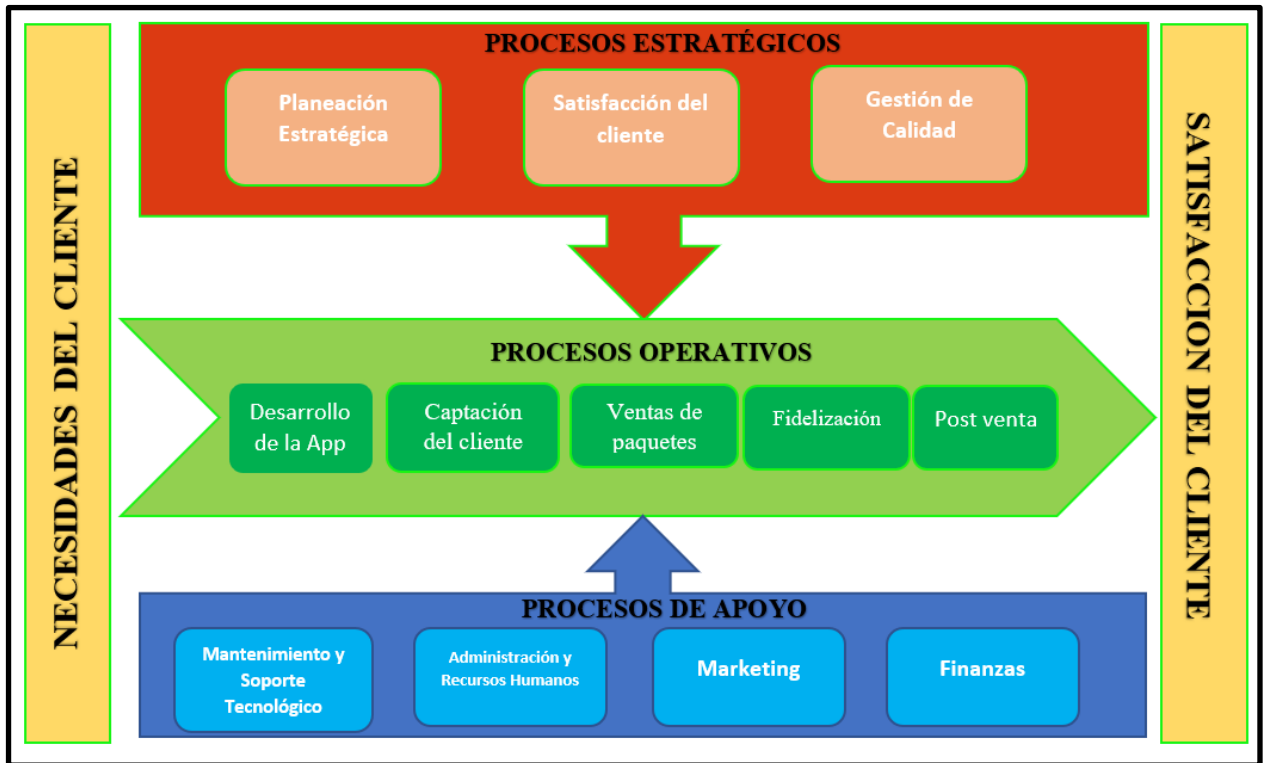 NECESIDADES DEL CLIENTE
PROCESOS ESTRATÉGICOS
Planeación
Estratégica
Satisfacción del
cliente
Gestión de
Calidad
PROCESOS OPERATIVOS
Desarrollo
de la App
Captación
del cliente
Ventas de
paquetes
Fidelización
Post venta
PROCESOS DE APOYO
Mantenimiento y
Soporte
Tecnológico
Administración y
Recursos Humanos
Marketing
Finanzas
SATISFACCION DEL CLIENTE